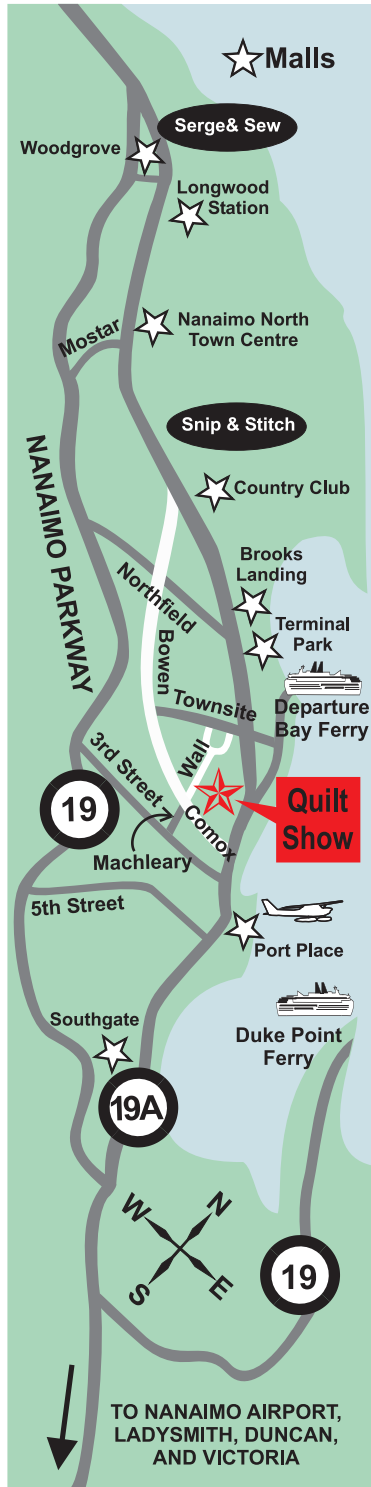 Malls
Serge& Sew
Woodgrove
Longwood
Station
Mostar
Nanaimo North
Town Centre
Snip & Stitch
NANAIMO PARKWAY
Country Club
Northfield
Brooks
Landing
Bowen
Terminal
Park
Townsite
Departure
Bay Ferry
Wall
3rd Street
19
Quilt
Show
Comox
Machleary
5th Street
Port Place
Southgate
Duke Point
Ferry
19A
W
N
S
E
19
TO NANAIMO AIRPORT,
LADYSMITH, DUNCAN,
AND VICTORIA